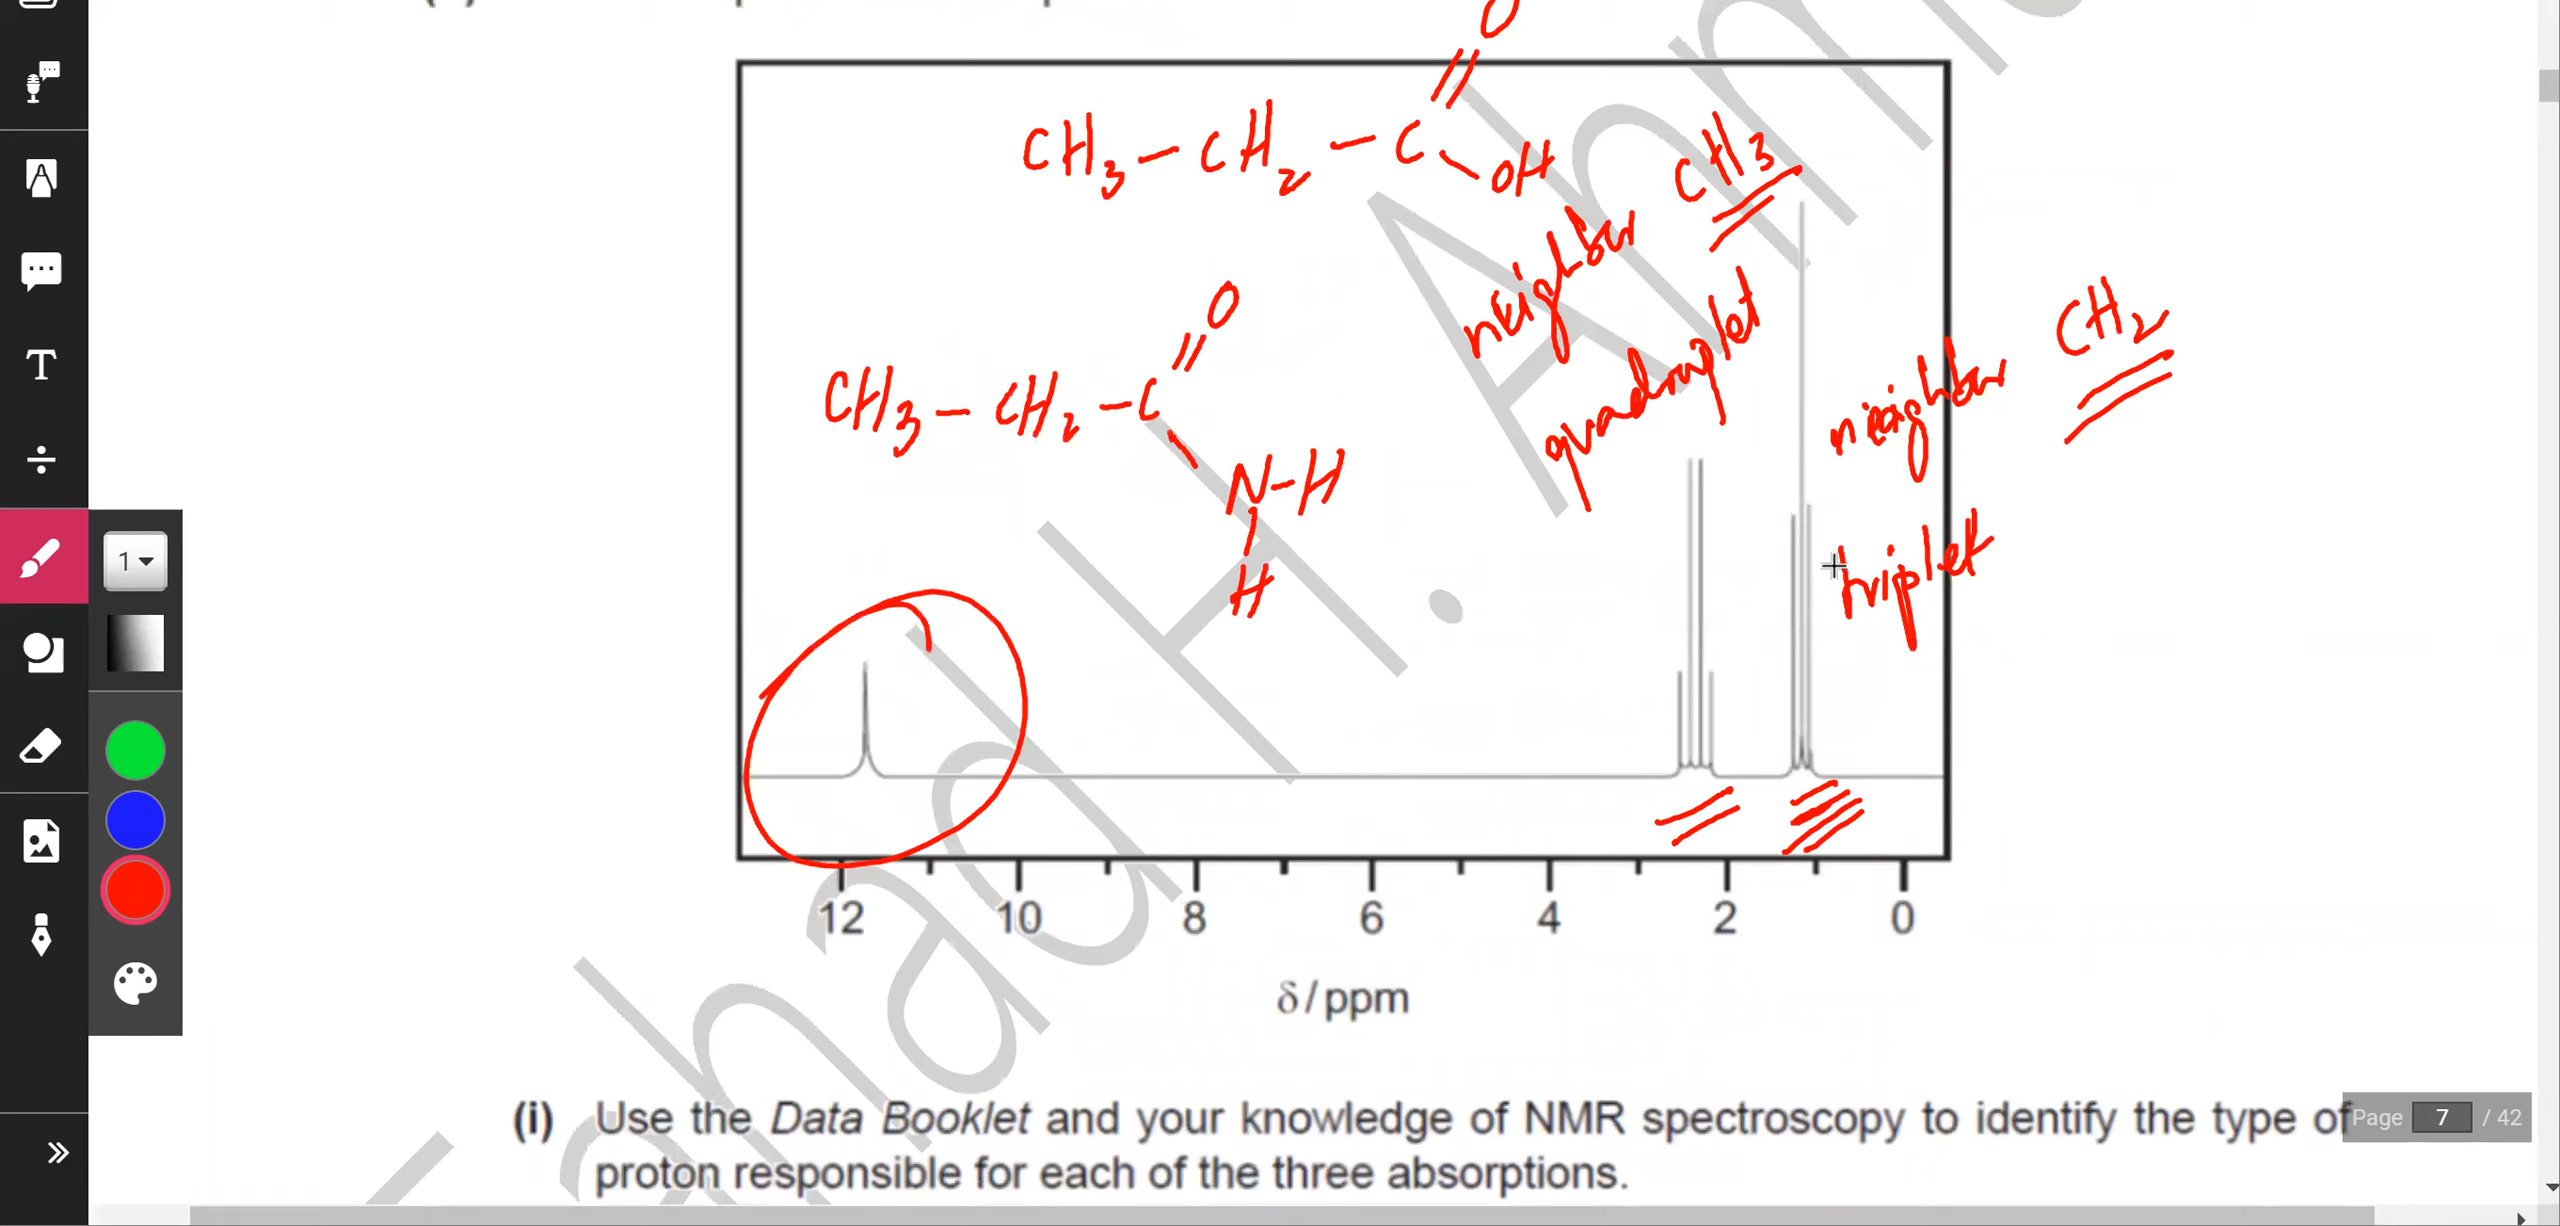 O
CH3 - CH2 - C - OH
CH3
neighbor
quadruplet
O
CH3 - CH2 - C
N-H
H
CH2
neighbor
triplet
12 10 8 6 4 2 0
δ/ppm
(i) Use the Data Booklet and your knowledge of NMR spectroscopy to identify the type of
proton responsible for each of the three absorptions.
Page 7 / 42
T
1